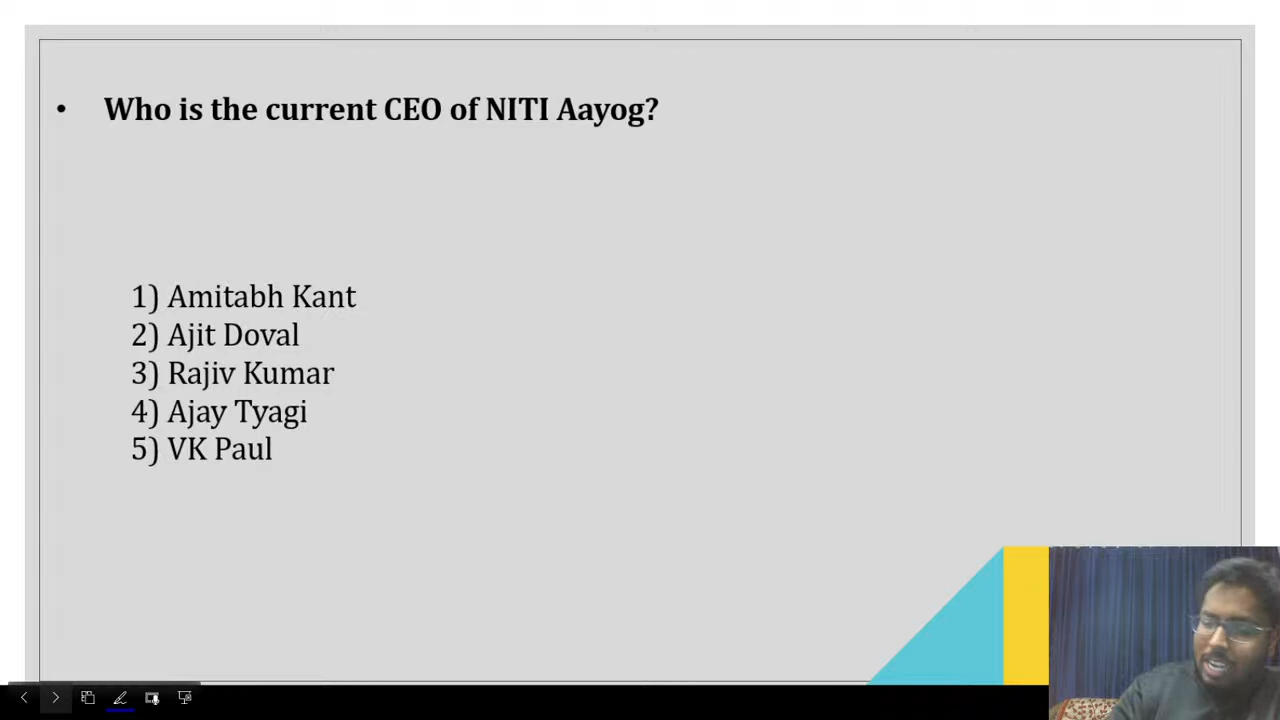 • Who is the current CEO of NITI Aayog?
1) Amitabh Kant
2) Ajit Doval
3) Rajiv Kumar
4) Ajay Tyagi
5) VK Paul